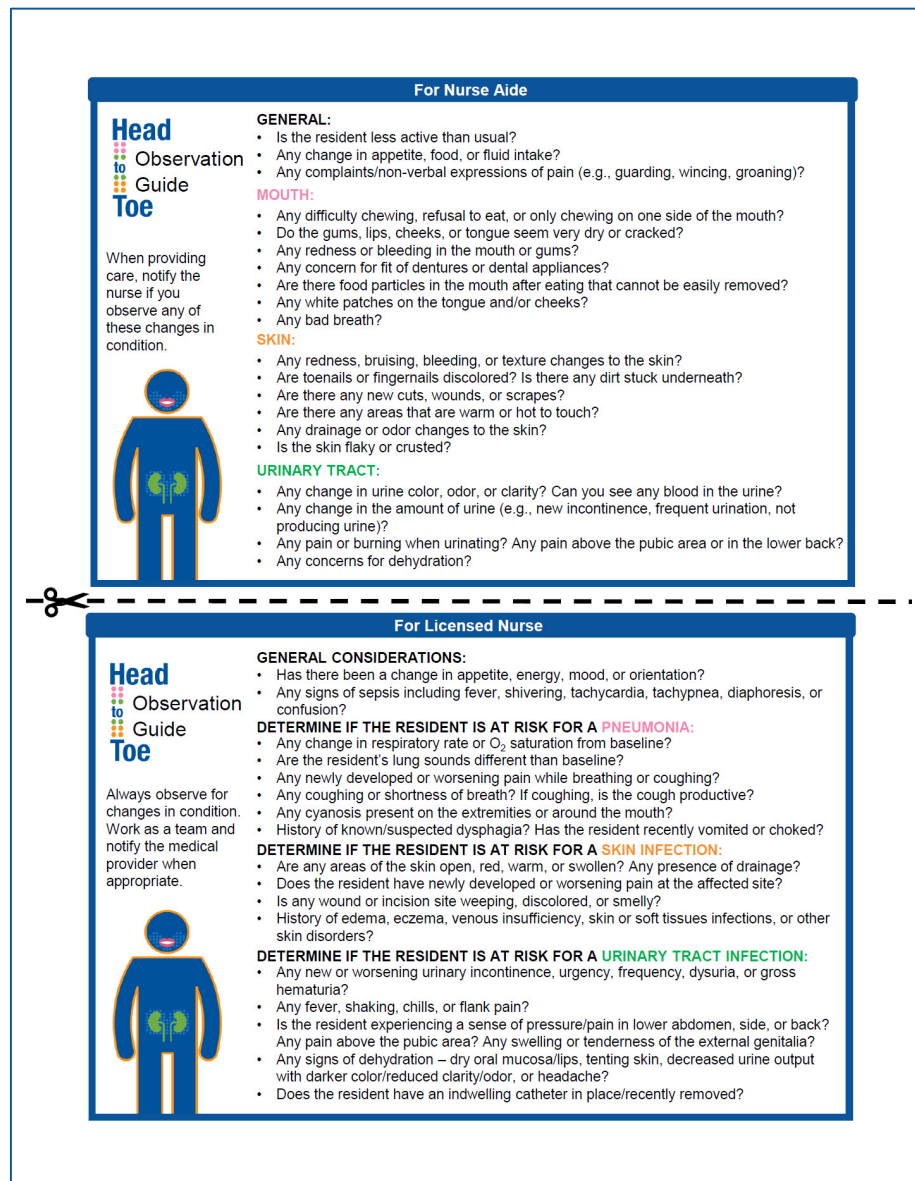 For Nurse Aide
Head
to
Toe
Observation
Guide
When providing
care, notify the
nurse if you
observe any of
these changes in
condition.
GENERAL:
• Is the resident less active than usual?
• Any change in appetite, food, or fluid intake?
• Any complaints/non-verbal expressions of pain (e.g., guarding, wincing, groaning)?
MOUTH:
• Any difficulty chewing, refusal to eat, or only chewing on one side of the mouth?
• Do the gums, lips, cheeks, or tongue seem very dry or cracked?
• Any redness or bleeding in the mouth or gums?
• Any concern for fit of dentures or dental appliances?
• Are there food particles in the mouth after eating that cannot be easily removed?
• Any white patches on the tongue and/or cheeks?
• Any bad breath?
SKIN:
• Any redness, bruising, bleeding, or texture changes to the skin?
• Are toenails or fingernails discolored? Is there any dirt stuck underneath?
• Are there any new cuts, wounds, or scrapes?
• Are there any areas that are warm or hot to touch?
• Any drainage or odor changes to the skin?
• Is the skin flaky or crusted?
URINARY TRACT:
• Any change in urine color, odor, or clarity? Can you see any blood in the urine?
• Any change in the amount of urine (e.g., new incontinence, frequent urination, not
producing urine)?
• Any pain or burning when urinating? Any pain above the pubic area or in the lower back?
• Any concerns for dehydration?
For Licensed Nurse
Head
to
Toe
Observation
Guide
Always observe for
changes in condition.
Work as a team and
notify the medical
provider when
appropriate.
GENERAL CONSIDERATIONS:
• Has there been a change in appetite, energy, mood, or orientation?
• Any signs of sepsis including fever, shivering, tachycardia, tachypnea, diaphoresis, or
confusion?
DETERMINE IF THE RESIDENT IS AT RISK FOR A PNEUMONIA:
• Any change in respiratory rate or O₂ saturation from baseline?
• Are the resident's lung sounds different than baseline?
• Any newly developed or worsening pain while breathing or coughing?
• Any coughing or shortness of breath? If coughing, is the cough productive?
• Any cyanosis present on the extremities or around the mouth?
• History of known/suspected dysphagia? Has the resident recently vomited or choked?
DETERMINE IF THE RESIDENT IS AT RISK FOR A SKIN INFECTION:
• Are any areas of the skin open, red, warm, or swollen? Any presence of drainage?
• Does the resident have newly developed or worsening pain at the affected site?
• Is any wound or incision site weeping, discolored, or smelly?
• History of edema, eczema, venous insufficiency, skin or soft tissues infections, or other
skin disorders?
DETERMINE IF THE RESIDENT IS AT RISK FOR A URINARY TRACT INFECTION:
• Any new or worsening urinary incontinence, urgency, frequency, dysuria, or gross
hematuria?
• Any fever, shaking, chills, or flank pain?
• Is the resident experiencing a sense of pressure/pain in lower abdomen, side, or back?
Any pain above the pubic area? Any swelling or tenderness of the external genitalia?
• Any signs of dehydration – dry oral mucosa/lips, tenting skin, decreased urine output
with darker color/reduced clarity/odor, or headache?
• Does the resident have an indwelling catheter in place/recently removed?